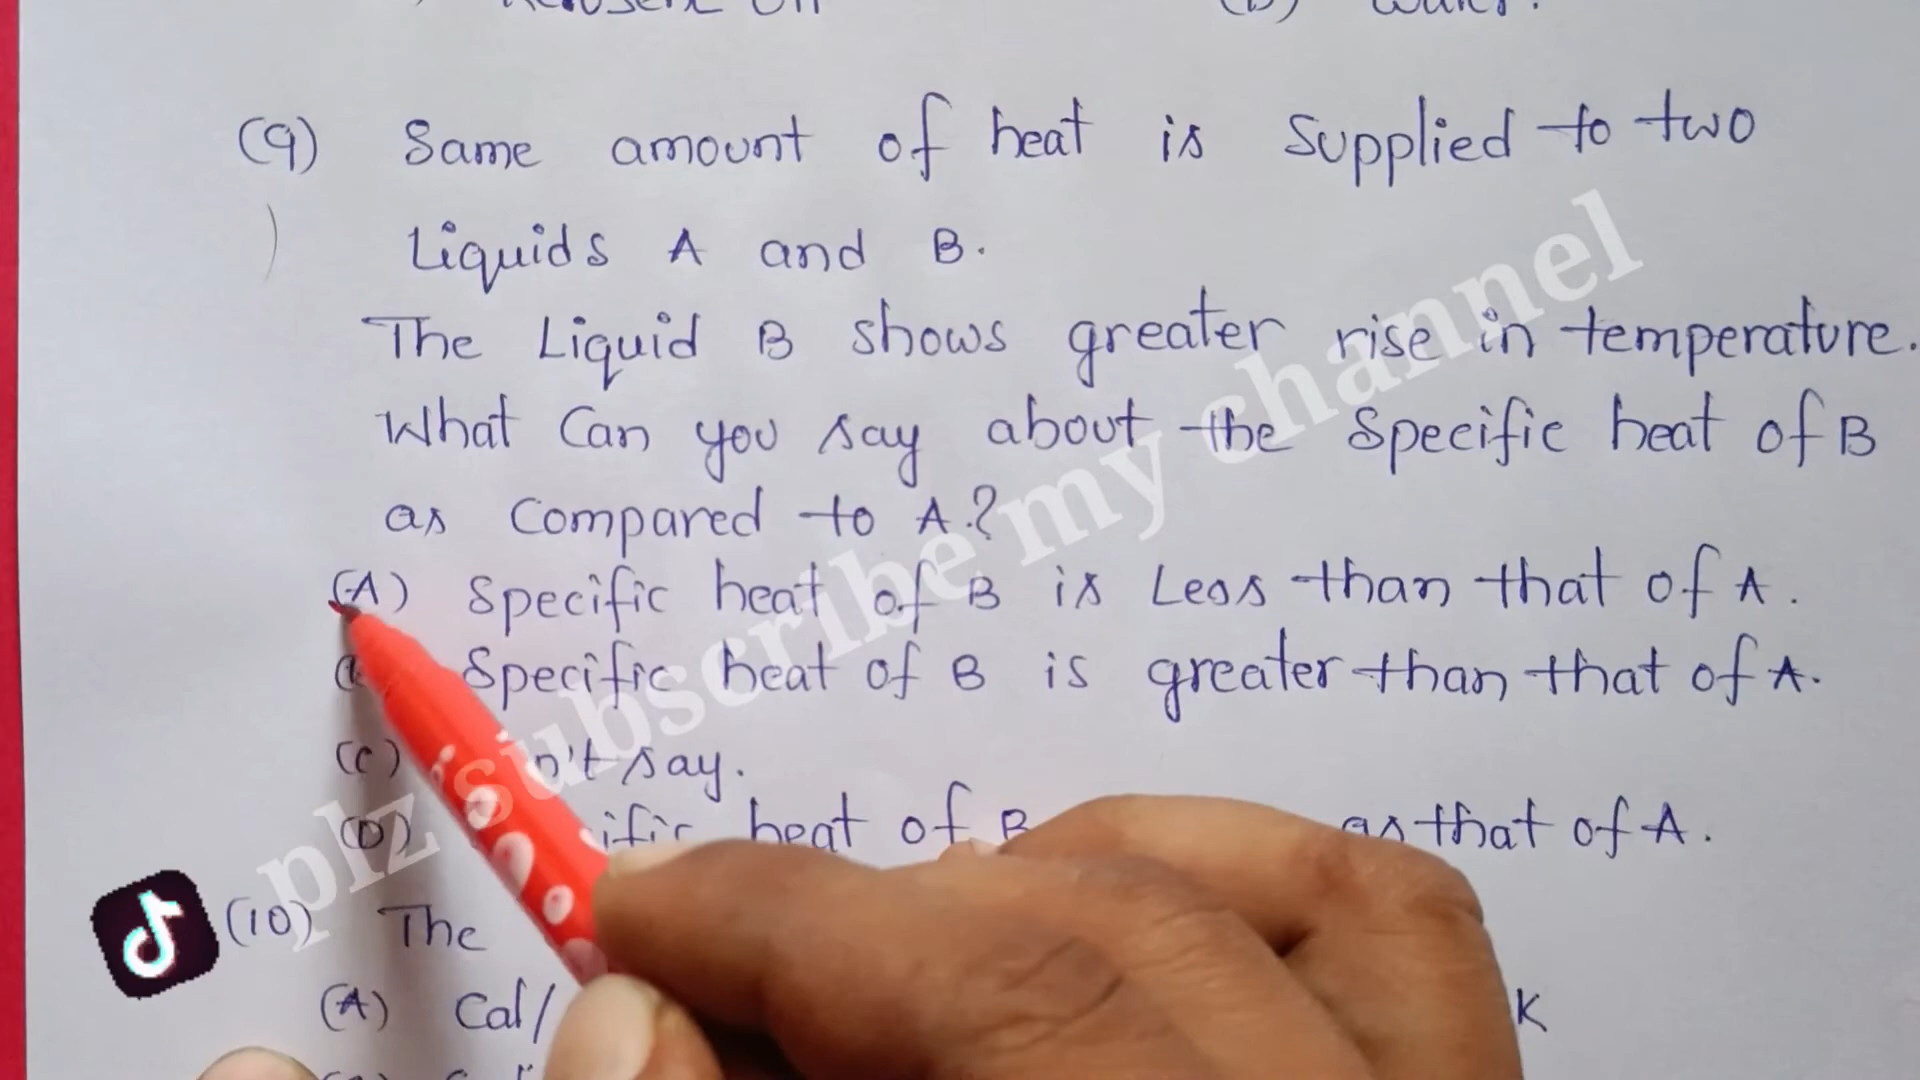 (9) Same amount of heat is supplied to two
Liquids A and B.
The Liquid B shows greater rise in temperature.
What Can you say about the Specific heat of B
as Compared to A.?
(A) Specific heat of B is Less than that of A.
Specific heat of B is greater than that of A.
(C) say.
(D) heat of B as that of A.
(10) The
(A) Cal/ K
plz subscribe my channel